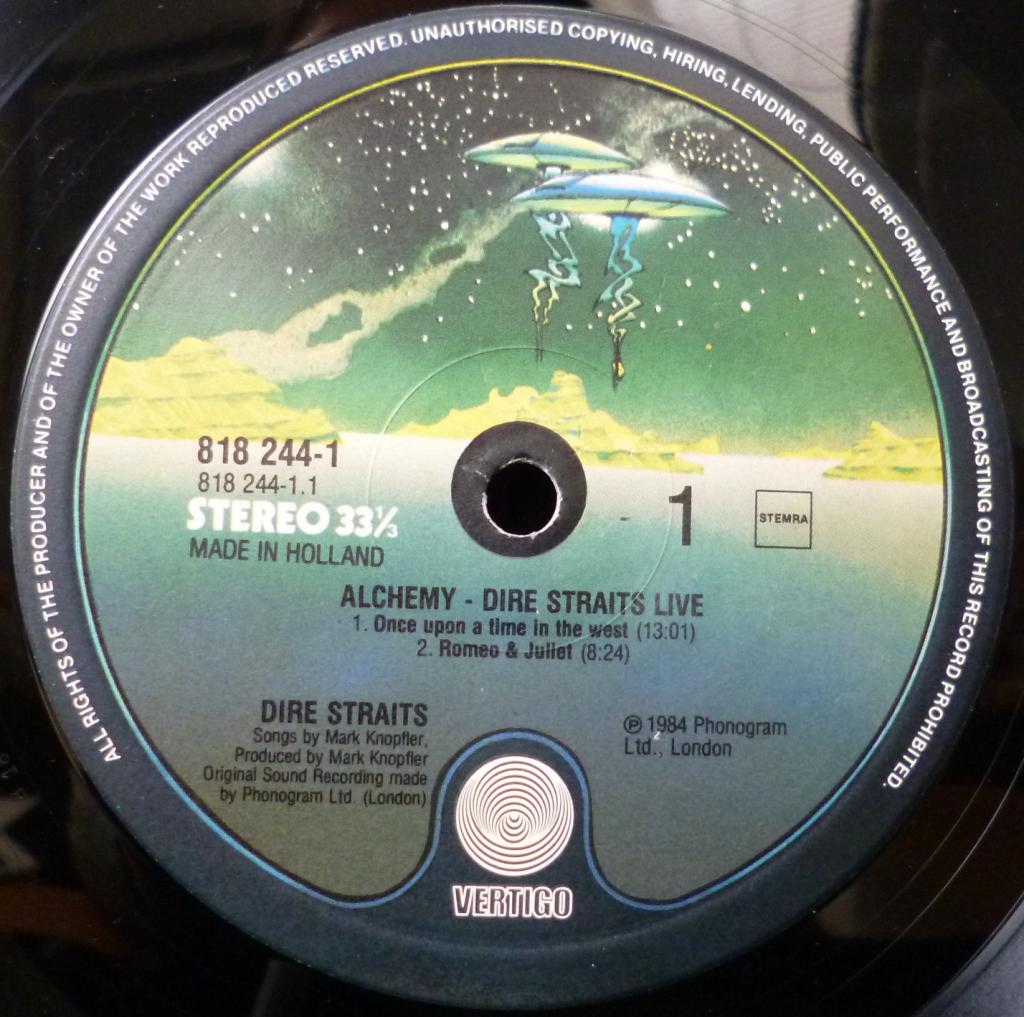 ALL RIGHTS OF THE PRODUCER AND OF THE OWNER OF THE WORK REPRODUCED RESERVED. UNAUTHORISED COPYING, HIRING, LENDING, PUBLIC PERFORMANCE AND BROADCASTING OF THIS RECORD PROHIBITED.
818 244-1
818 244-1.1
STEREO 33⅓
MADE IN HOLLAND
1
STEMRA
ALCHEMY - DIRE STRAITS LIVE
1. Once upon a time in the west (13:01)
2. Romeo & Juliet (8:24)
DIRE STRAITS
Songs by Mark Knopfler,
Produced by Mark Knopfler
Original Sound Recording made
by Phonogram Ltd. (London)
℗ 1984 Phonogram
Ltd., London
VERTIGO